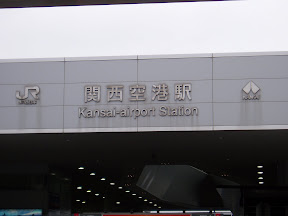 JR
関西空港駅
Kansai-airport Station